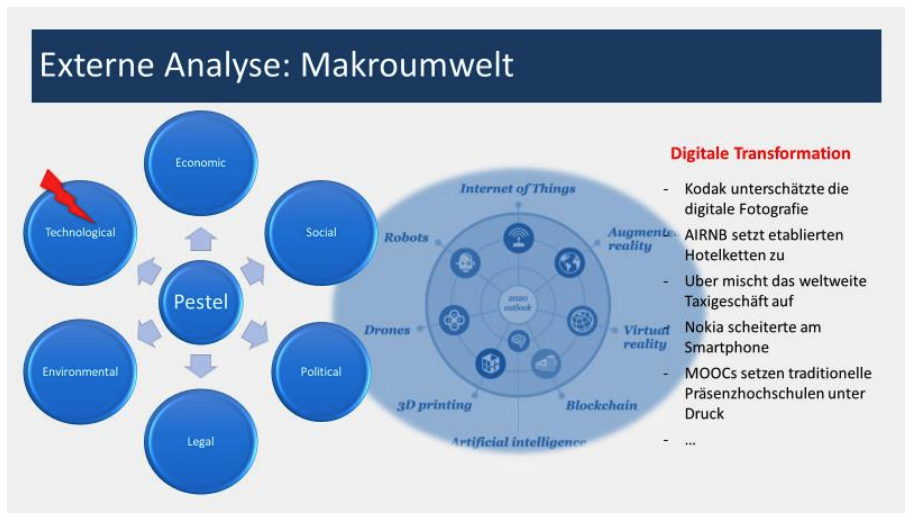 Externe Analyse: Makroumwelt
Economic
Technological
Social
Pestel
Environmental
Political
Legal
Internet of Things
Robots
Augmente
reality
2020
outlook
Drones
Virtual
reality
3D printing
Blockchain
Artificial intelligence
Digitale Transformation
- Kodak unterschätzte die
digitale Fotografie
- AIRNB setzt etablierten
Hotelketten zu
- Uber mischt das weltweite
Taxigeschäft auf
- Nokia scheiterte am
Smartphone
- MOOCs setzen traditionelle
Präsenzhochschulen unter
Druck
- ...